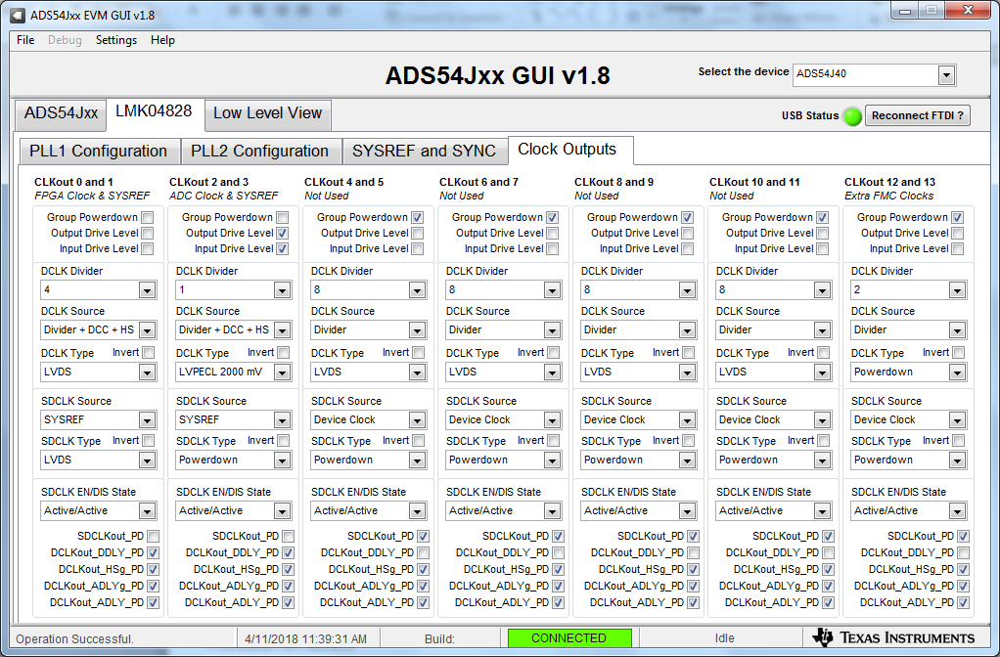 ADS54Jxx EVM GUI v1.8
File Debug Settings Help
ADS54Jxx GUI v1.8
Select the device ADS54J40
ADS54Jxx LMK04828 Low Level View
USB Status Reconnect FTDI ?
PLL1 Configuration PLL2 Configuration SYSREF and SYNC Clock Outputs
CLKout 0 and 1 CLKout 2 and 3 CLKout 4 and 5 CLKout 6 and 7 CLKout 8 and 9 CLKout 10 and 11 CLKout 12 and 13
FPGA Clock & SYSREF ADC Clock & SYSREF Not Used Not Used Not Used Not Used Extra FMC Clocks
Group Powerdown Group Powerdown Group Powerdown Group Powerdown Group Powerdown Group Powerdown Group Powerdown
Output Drive Level Output Drive Level Output Drive Level Output Drive Level Output Drive Level Output Drive Level Output Drive Level
Input Drive Level Input Drive Level Input Drive Level Input Drive Level Input Drive Level Input Drive Level Input Drive Level
DCLK Divider DCLK Divider DCLK Divider DCLK Divider DCLK Divider DCLK Divider DCLK Divider
4 1 8 8 8 8 2
DCLK Source DCLK Source DCLK Source DCLK Source DCLK Source DCLK Source DCLK Source
Divider + DCC + HS Divider + DCC + HS Divider Divider Divider Divider Divider
DCLK Type Invert DCLK Type Invert DCLK Type Invert DCLK Type Invert DCLK Type Invert DCLK Type Invert DCLK Type Invert
LVDS LVPECL 2000 mV LVDS LVDS LVDS LVDS Powerdown
SDCLK Source SDCLK Source SDCLK Source SDCLK Source SDCLK Source SDCLK Source SDCLK Source
SYSREF SYSREF Device Clock Device Clock Device Clock Device Clock Device Clock
SDCLK Type Invert SDCLK Type Invert SDCLK Type Invert SDCLK Type Invert SDCLK Type Invert SDCLK Type Invert SDCLK Type Invert
LVDS Powerdown Powerdown Powerdown Powerdown Powerdown Powerdown
SDCLK EN/DIS State SDCLK EN/DIS State SDCLK EN/DIS State SDCLK EN/DIS State SDCLK EN/DIS State SDCLK EN/DIS State SDCLK EN/DIS State
Active/Active Active/Active Active/Active Active/Active Active/Active Active/Active Active/Active
SDCLKout_PD SDCLKout_PD SDCLKout_PD SDCLKout_PD SDCLKout_PD SDCLKout_PD SDCLKout_PD
DCLKout_DDLY_PD DCLKout_DDLY_PD DCLKout_DDLY_PD DCLKout_DDLY_PD DCLKout_DDLY_PD DCLKout_DDLY_PD DCLKout_DDLY_PD
DCLKout_HSg_PD DCLKout_HSg_PD DCLKout_HSg_PD DCLKout_HSg_PD DCLKout_HSg_PD DCLKout_HSg_PD DCLKout_HSg_PD
DCLKout_ADLYg_PD DCLKout_ADLYg_PD DCLKout_ADLYg_PD DCLKout_ADLYg_PD DCLKout_ADLYg_PD DCLKout_ADLYg_PD DCLKout_ADLYg_PD
DCLKout_ADLY_PD DCLKout_ADLY_PD DCLKout_ADLY_PD DCLKout_ADLY_PD DCLKout_ADLY_PD DCLKout_ADLY_PD DCLKout_ADLY_PD
Operation Successful. 4/11/2018 11:39:31 AM Build: CONNECTED Idle TEXAS INSTRUMENTS